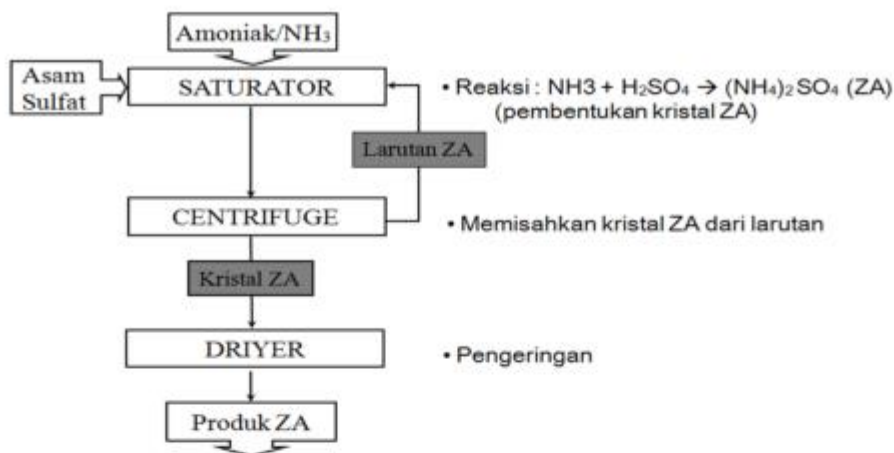 Amoniak/NH₃
Asam
Sulfat
SATURATOR
• Reaksi : NH3 + H₂SO₄ → (NH₄)₂ SO₄ (ZA)
(pembentukan kristal ZA)
Larutan ZA
CENTRIFUGE
• Memisahkan kristal ZA dari larutan
Kristal ZA
DRIYER
• Pengeringan
Produk ZA